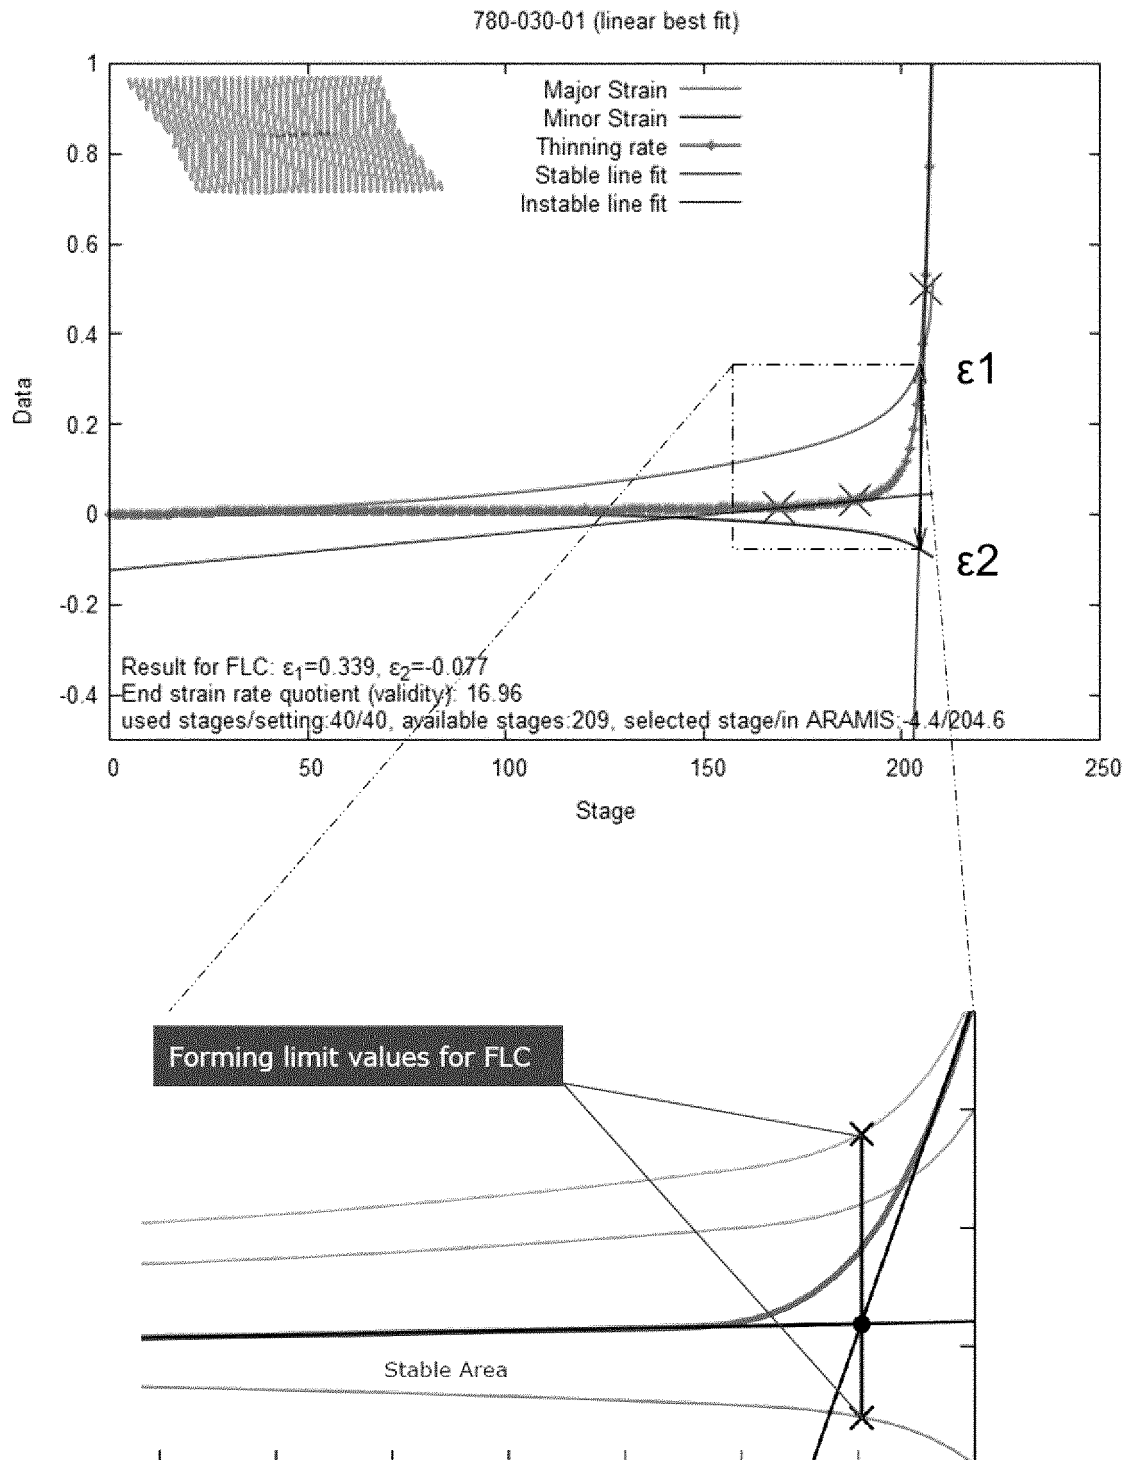 780-030-01 (linear best fit)
1
0.8
0.6
0.4
0.2
0
-0.2
-0.4
Data
Major Strain
Minor Strain
Thinning rate
Stable line fit
Instable line fit
ε1
ε2
Result for FLC: ε1=0.339, ε2=-0.077
End strain rate quotient (validity): 16.96
used stages/setting:40/40, available stages:209, selected stage/in ARAMIS:-4.4/204.6
0 50 100 150 200 250
Stage
Forming limit values for FLC
Stable Area